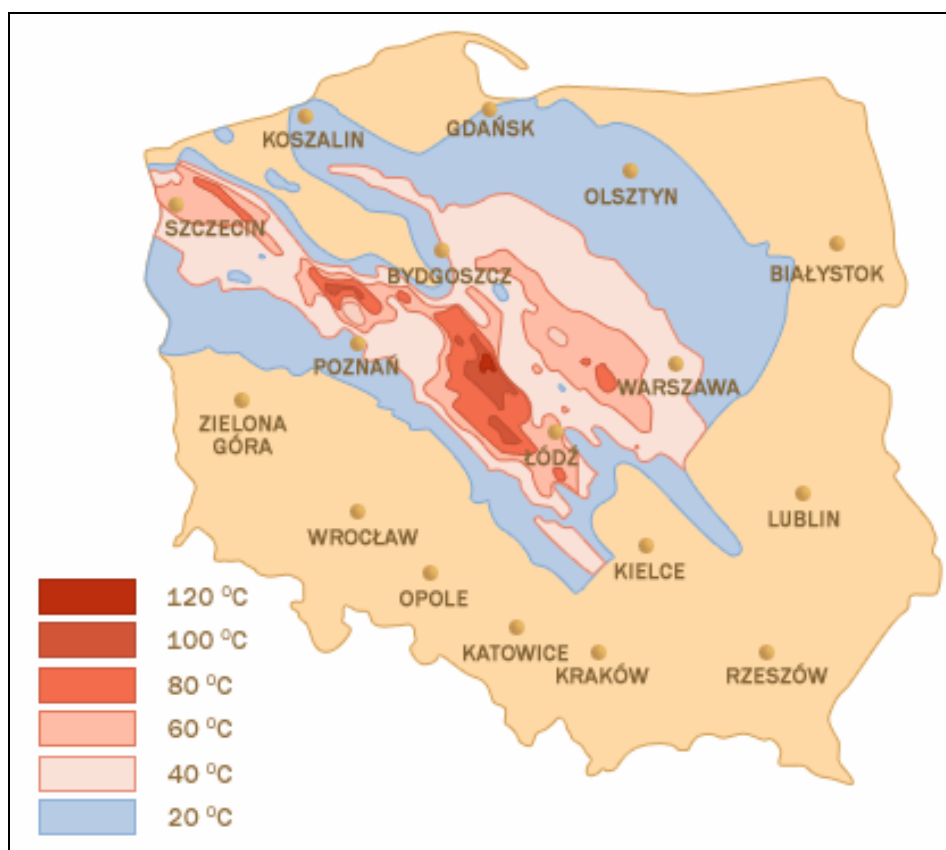 KOSZALIN
GDAŃSK
OLSZTYN
SZCZECIN
BIAŁYSTOK
BYDGOSZCZ
POZNAŃ
WARSZAWA
ZIELONA
GÓRA
ŁÓDŹ
LUBLIN
WROCŁAW
KIELCE
OPOLE
KATOWICE
KRAKÓW
RZESZÓW
120 °C
100 °C
80 °C
60 °C
40 °C
20 °C